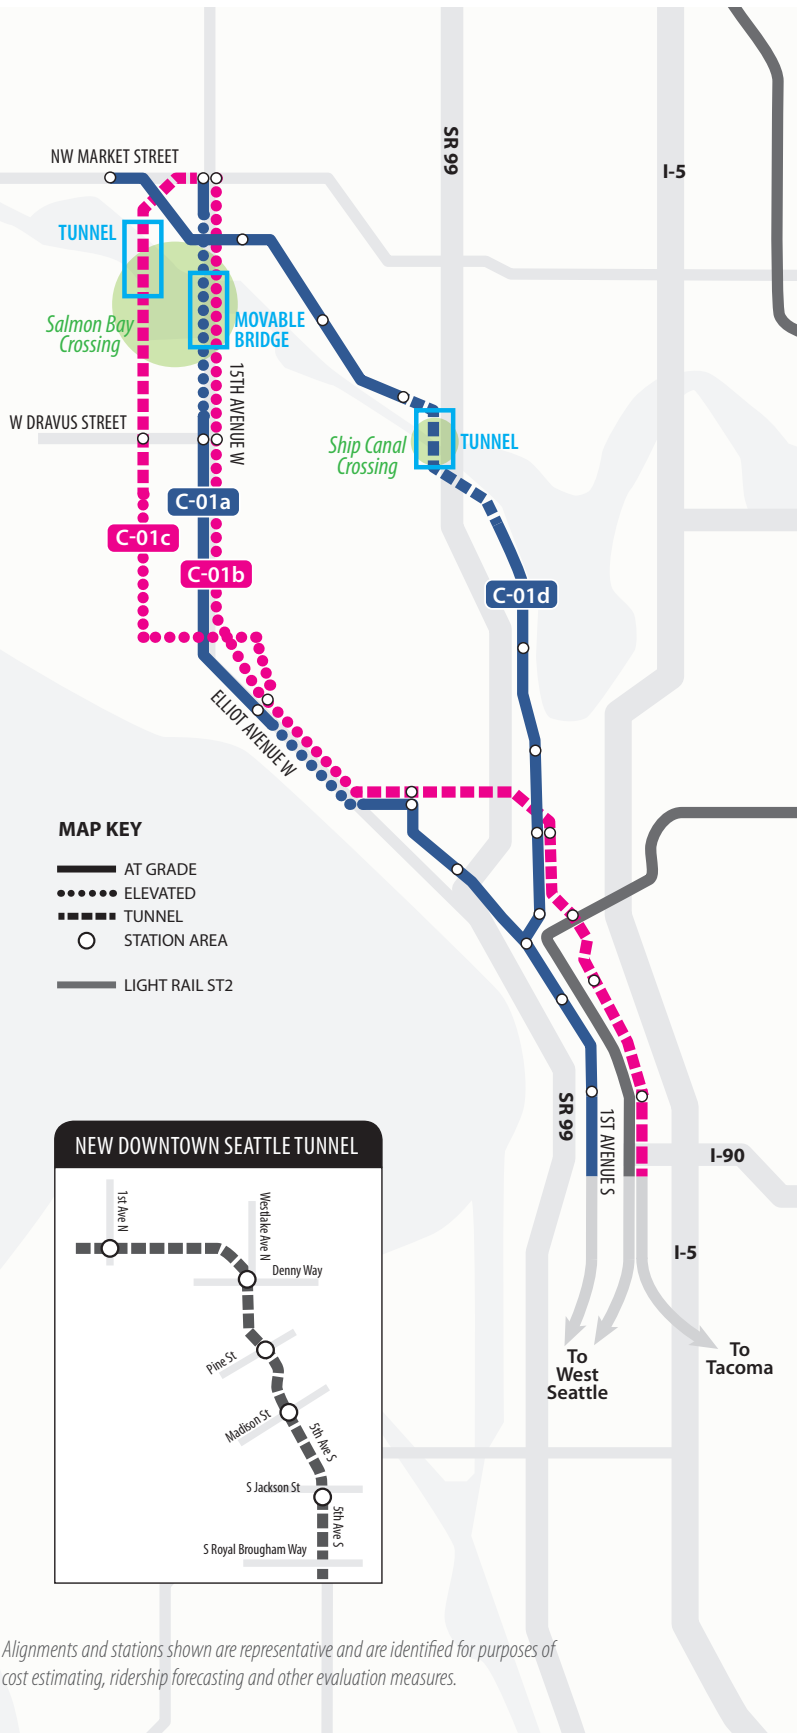 SR 99
NW MARKET STREET
I-5
TUNNEL
Salmon Bay
Crossing
MOVABLE
BRIDGE
15TH AVENUE W
W DRAVUS STREET
Ship Canal
Crossing
TUNNEL
C-01a
C-01c
C-01b
C-01d
ELLIOT AVENUE W
MAP KEY
AT GRADE
ELEVATED
TUNNEL
STATION AREA
LIGHT RAIL ST2
SR 99
1ST AVENUE S
I-90
I-5
To
West
Seattle
To
Tacoma
NEW DOWNTOWN SEATTLE TUNNEL
1st Ave N
Westlake Ave N
Denny Way
Pine St
Madison St
5th Ave S
S Jackson St
5th Ave S
S Royal Brougham Way
Alignments and stations shown are representative and are identified for purposes of
cost estimating, ridership forecasting and other evaluation measures.